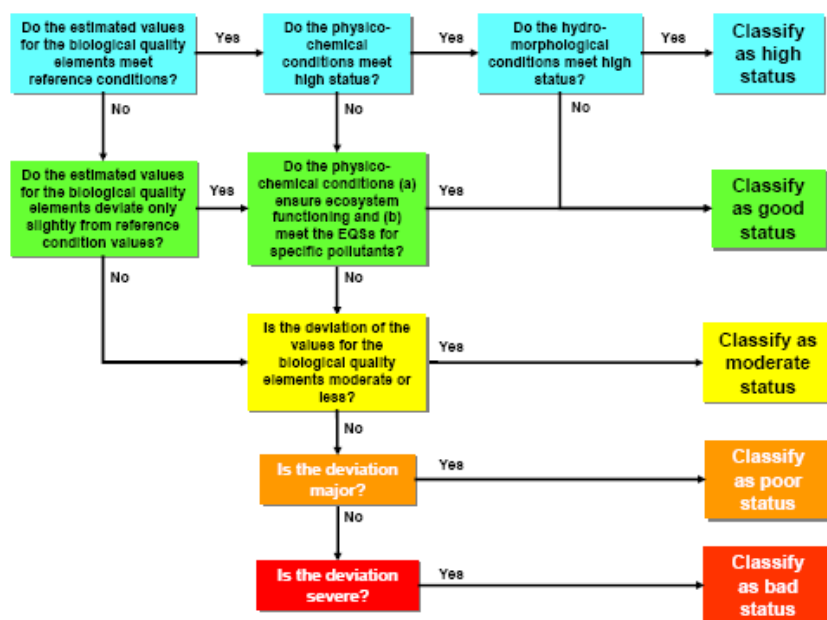 Do the estimated values
for the biological quality
elements meet
reference conditions?
Yes
Do the physico-
chemical
conditions meet
high status?
Yes
Do the hydro-
morphological
conditions meet high
status?
Yes
Classify
as high
status
No
No
No
Do the estimated values
for the biological quality
elements deviate only
slightly from reference
condition values?
Yes
Do the physico-
chemical conditions (a)
ensure ecosystem
functioning and (b)
meet the EQSs for
specific pollutants?
Yes
Classify
as good
status
No
No
Is the deviation of the
values for the
biological quality
elements moderate or
less?
Yes
Classify as
moderate
status
No
Is the deviation
major?
Yes
Classify
as poor
status
No
Is the deviation
severe?
Yes
Classify
as bad
status